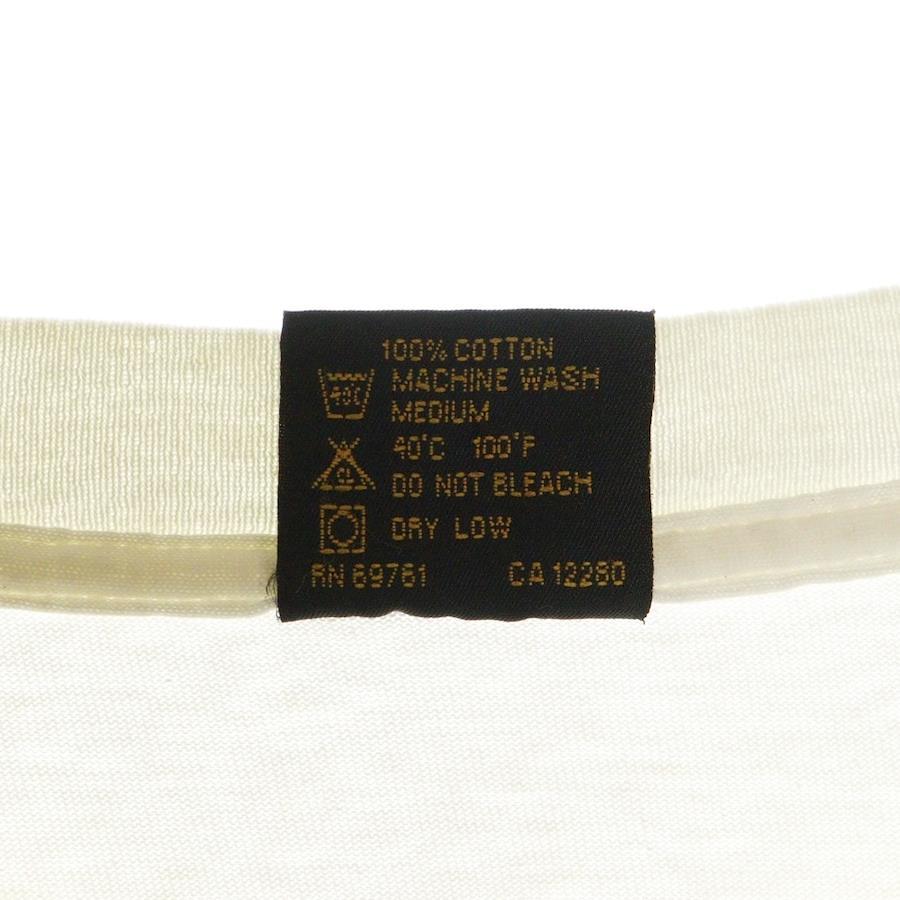 100% COTTON
MACHINE WASH
MEDIUM
40°C 100°F
DO NOT BLEACH
DRY LOW
RN 69761 CA 12280